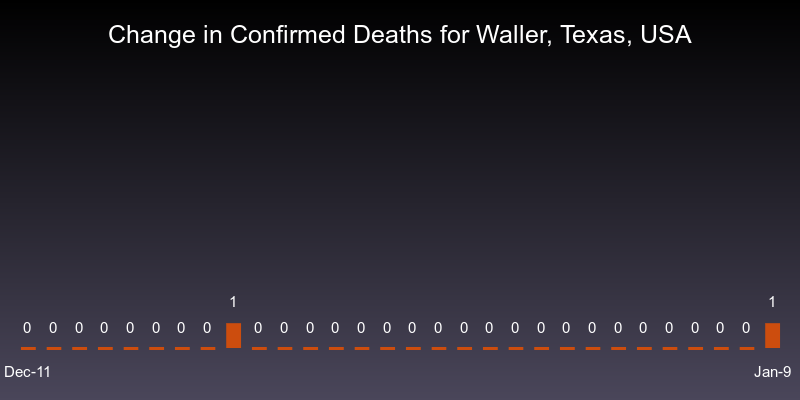 Change in Confirmed Deaths for Waller, Texas, USA
1 1
0 0 0 0 0 0 0 0 0 0 0 0 0 0 0 0 0 0 0 0 0 0 0 0 0 0 0 0
Dec-11 Jan-9